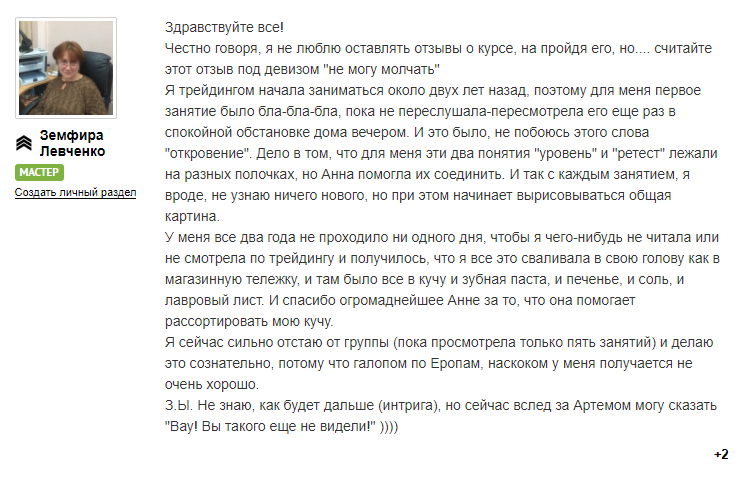 Здравствуйте все!
Честно говоря, я не люблю оставлять отзывы о курсе, на пройдя его, но.... считайте
этот отзыв под девизом "не могу молчать"
Я трейдингом начала заниматься около двух лет назад, поэтому для меня первое
занятие было бла-бла-бла, пока не переслушала-пересмотрела его еще раз в
спокойной обстановке дома вечером. И это было, не побоюсь этого слова
"откровение". Дело в том, что для меня эти два понятия "уровень" и "ретест" лежали
на разных полочках, но Анна помогла их соединить. И так с каждым занятием, я
вроде, не узнаю ничего нового, но при этом начинает вырисовываться общая
картина.
У меня все два года не проходило ни одного дня, чтобы я чего-нибудь не читала или
не смотрела по трейдингу и получилось, что я все это сваливала в свою голову как в
магазинную тележку, и там было все в кучу и зубная паста, и печенье, и соль, и
лавровый лист. И спасибо огромаднейшее Анне за то, что она помогает
рассортировать мою кучу.
Я сейчас сильно отстаю от группы (пока просмотрела только пять занятий) и делаю
это сознательно, потому что галопом по Еропам, наскоком у меня получается не
очень хорошо.
З.Ы. Не знаю, как будет дальше (интрига), но сейчас вслед за Артемом могу сказать
"Вау! Вы такого еще не видели!" ))))
Земфира
Левченко
МАСТЕР
Создать личный раздел
+2